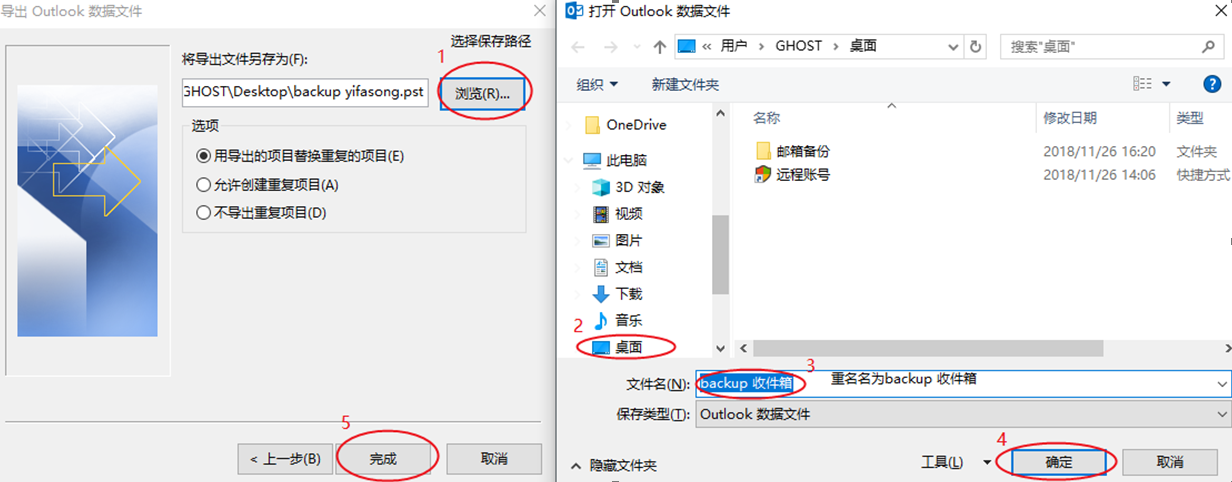 导出 Outlook 数据文件
选择保存路径
1
将导出文件另存为(F):
GHOST\Desktop\backup yifasong.pst
浏览(R)...
选项
用导出的项目替换重复的项目(E)
允许创建重复项目(A)
不导出重复项目(D)
5
< 上一步(B)
完成
取消
打开 Outlook 数据文件
« 用户 > GHOST > 桌面
搜索"桌面"
组织
新建文件夹
名称 修改日期 类型
OneDrive
此电脑
3D 对象
视频
图片
文档
下载
音乐
2
桌面
邮箱备份 2018/11/26 16:20 文件夹
远程账号 2018/11/26 14:06 快捷方式
3
文件名(N): backup 收件箱 重名名为backup 收件箱
保存类型(T): Outlook 数据文件
4
隐藏文件夹
工具(L)
确定
取消